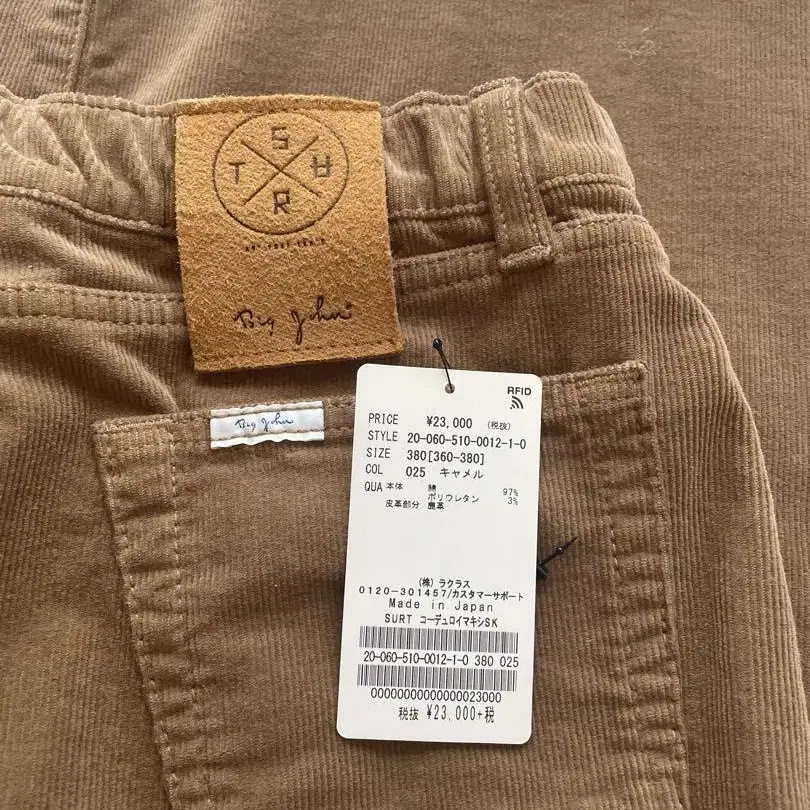 S
T U
R
Big John
Big John
RFID
PRICE ¥23,000 (税抜)
STYLE 20-060-510-0012-1-0
SIZE 380[360-380]
COL 025 キャメル
QUA 本体 綿 97%
ポリウレタン 3%
皮革部分 鹿革
(株) ラクラス
0120-301457/カスタマーサポート
Made in Japan
SURT コーデュロイマキシSK
20-060-510-0012-1-0 380 025
00000000000000023000
税抜 ¥23,000+税